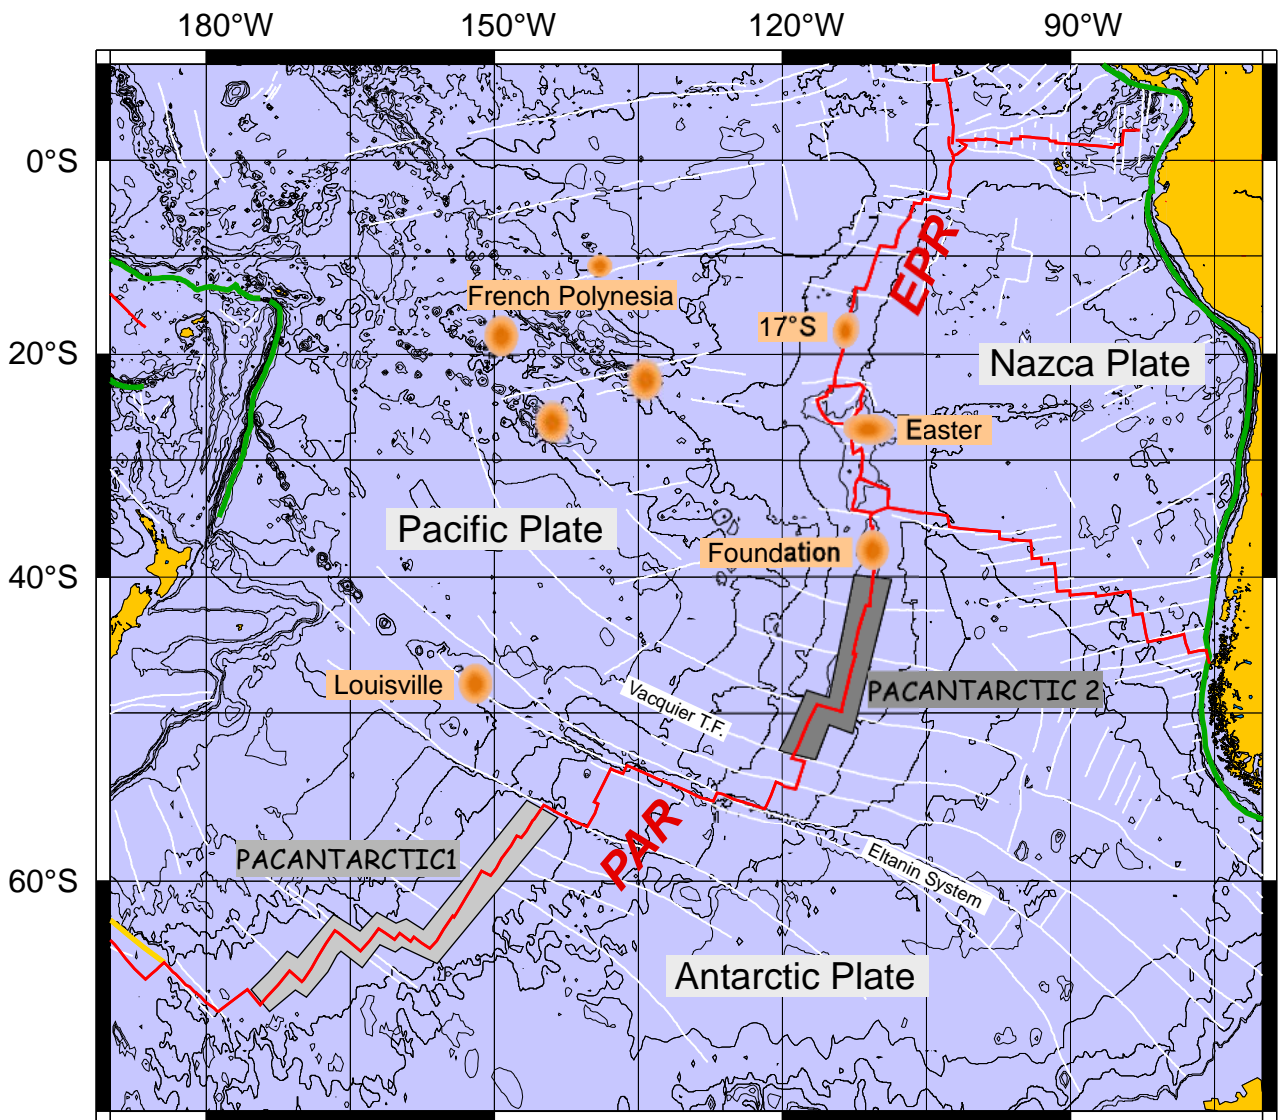 180°W 150°W 120°W 90°W
0°S
EPR
French Polynesia
17°S
20°S
Nazca Plate
Easter
Pacific Plate
Foundation
40°S
Louisville
PACANTARCTIC 2
Vacquier T.F.
PAR
PACANTARCTIC1
Eltanin System
60°S
Antarctic Plate